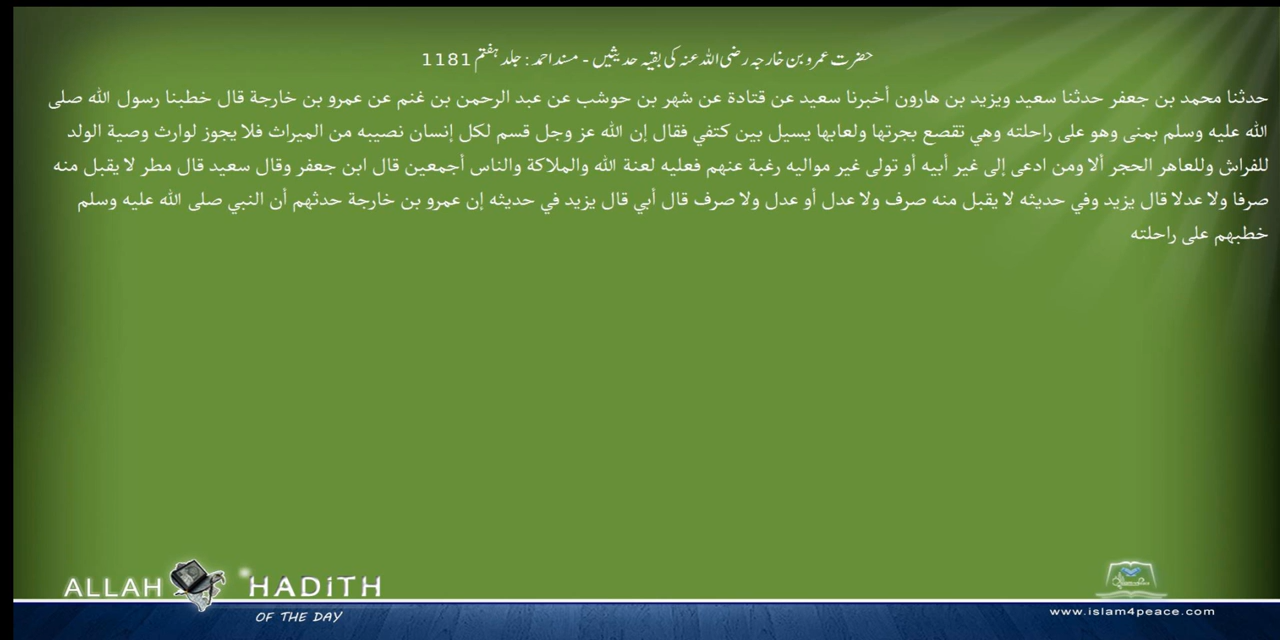 حضرت عمرو بن خارجہ رضی اللہ عنہ کی بقیہ حدیثیں - مسند احمد : جلد ہفتم 1181
حدثنا محمد بن جعفر حدثنا سعيد ويزيد بن هارون أخبرنا سعيد عن قتادة عن شهر بن حوشب عن عبد الرحمن بن غنم عن عمرو بن خارجة قال خطبنا رسول الله صلى
الله عليه وسلم بمنى وهو على راحلته وهي تقصع بجرتها ولعابها يسيل بين كتفي فقال إن الله عز وجل قسم لكل إنسان نصيبه من الميراث فلا يجوز لوارث وصية الولد
للفراش وللعاهر الحجر ألا ومن ادعى إلى غير أبيه أو تولى غير مواليه رغبة عنهم فعليه لعنة الله والملاكة والناس أجمعين قال ابن جعفر وقال سعيد قال مطر لا يقبل منه
صرفا ولا عدلا قال يزيد وفي حديثه لا يقبل منه صرف ولا عدل أو عدل ولا صرف قال أبي قال يزيد في حديثه إن عمرو بن خارجة حدثهم أن النبي صلى الله عليه وسلم
خطبهم على راحلته
ALLAH HADITH
OF THE DAY
www.islam4peace.com